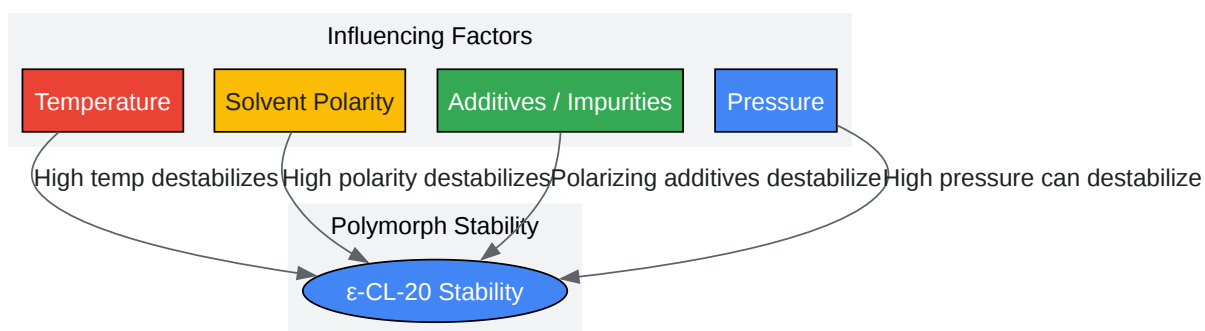 Influencing Factors
Temperature
Solvent Polarity
Additives / Impurities
Pressure
High temp destabilizes
High polarity destabilizes
Polarizing additives destabilize
High pressure can destabilize
Polymorph Stability
ε-CL-20 Stability